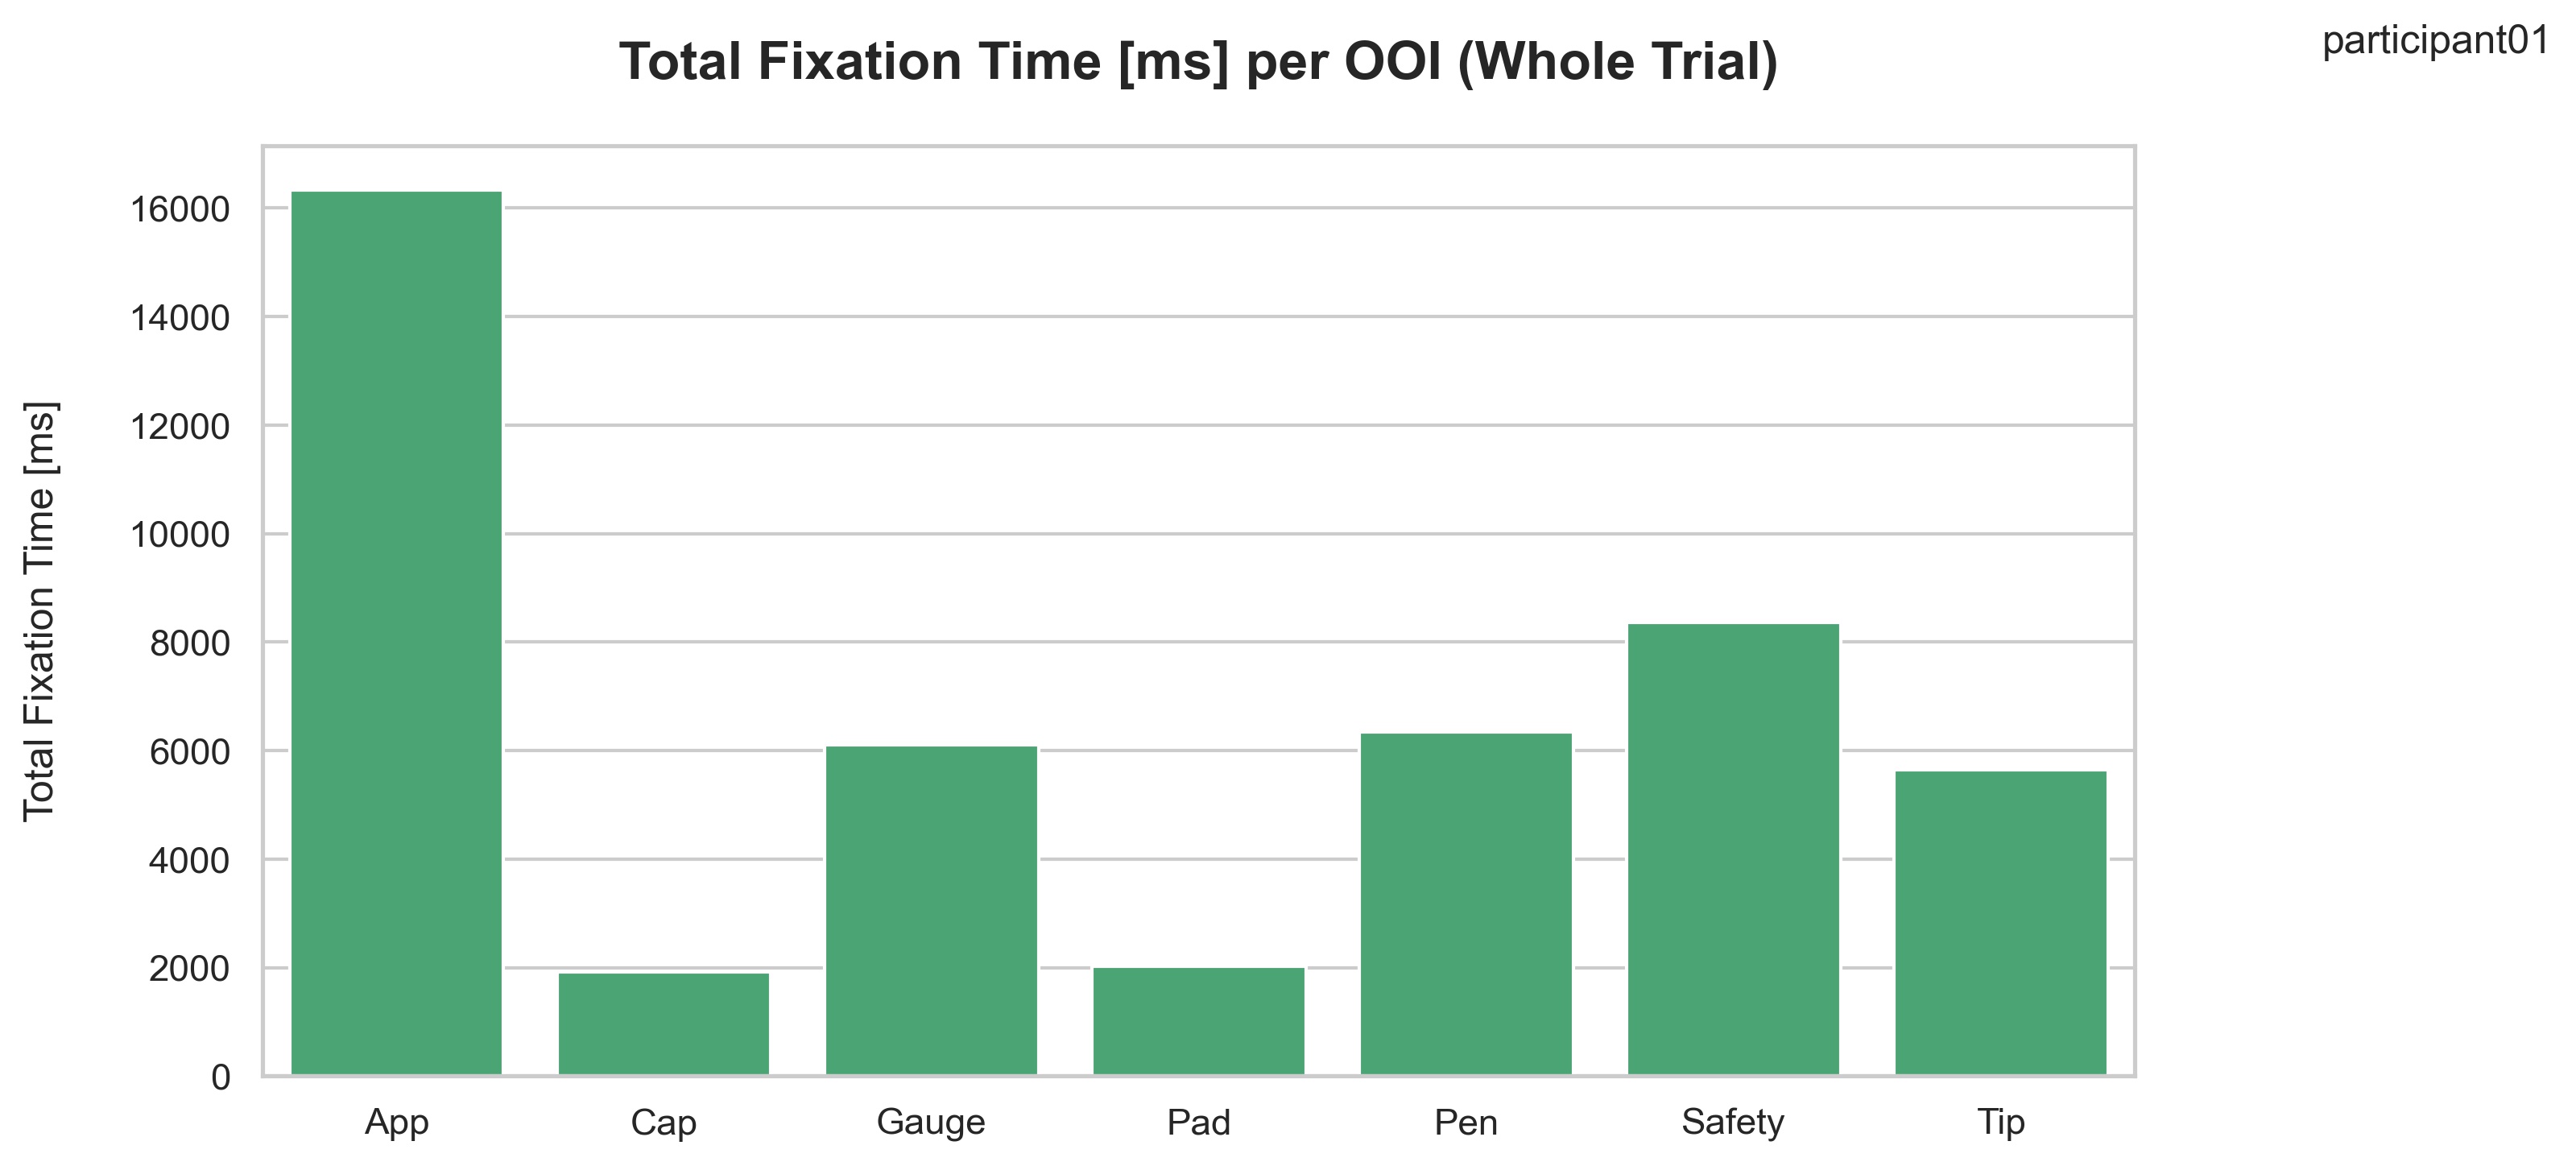 participant01
Total Fixation Time [ms] per OOI (Whole Trial)
Total Fixation Time [ms]
16000
14000
12000
10000
8000
6000
4000
2000
0
App Cap Gauge Pad Pen Safety Tip